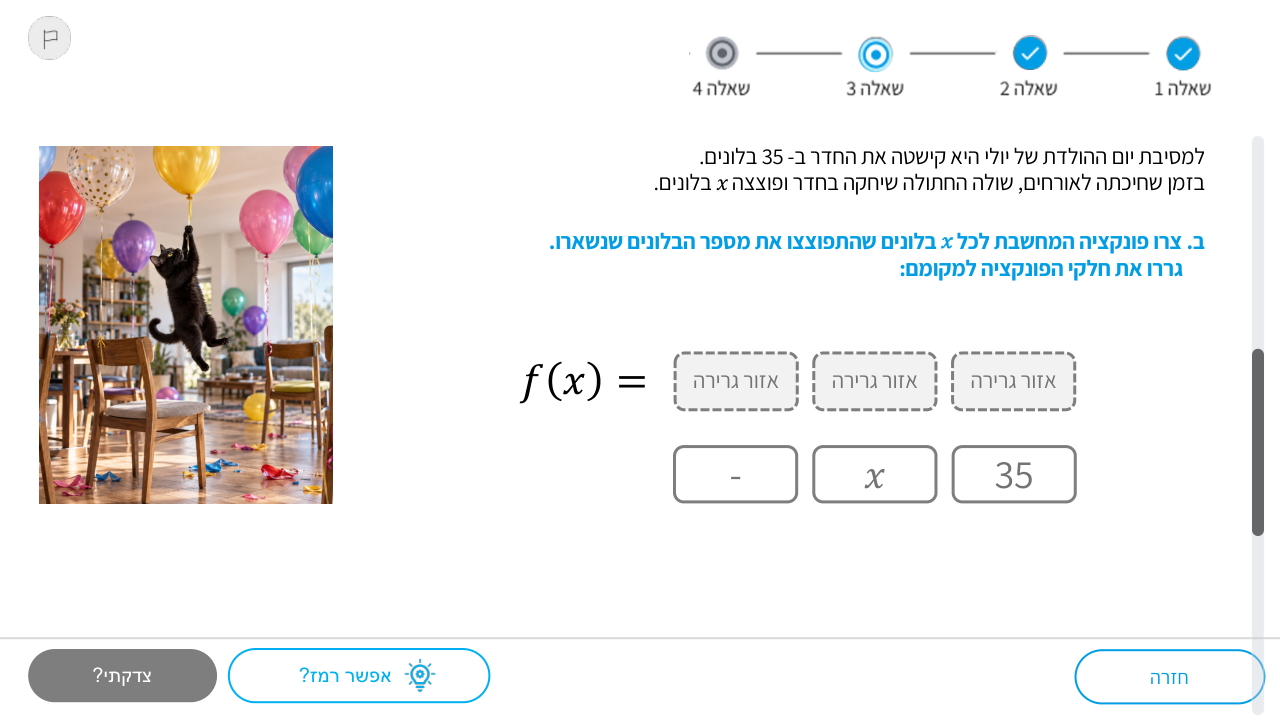 שאלה 1
שאלה 2
שאלה 3
שאלה 4
למסיבת יום ההולדת של יולי היא קישטה את החדר ב- 35 בלונים.
בזמן שחיכתה לאורחים, שולה החתולה שיחקה בחדר ופוצצה x בלונים.
ב. צרו פונקציה המחשבת לכל x בלונים שהתפוצצו את מספר הבלונים שנשארו.
גררו את חלקי הפונקציה למקומם:
f(x) = אזור גרירה אזור גרירה אזור גרירה
- x 35
חזרה
אפשר רמז?
צדקתי?